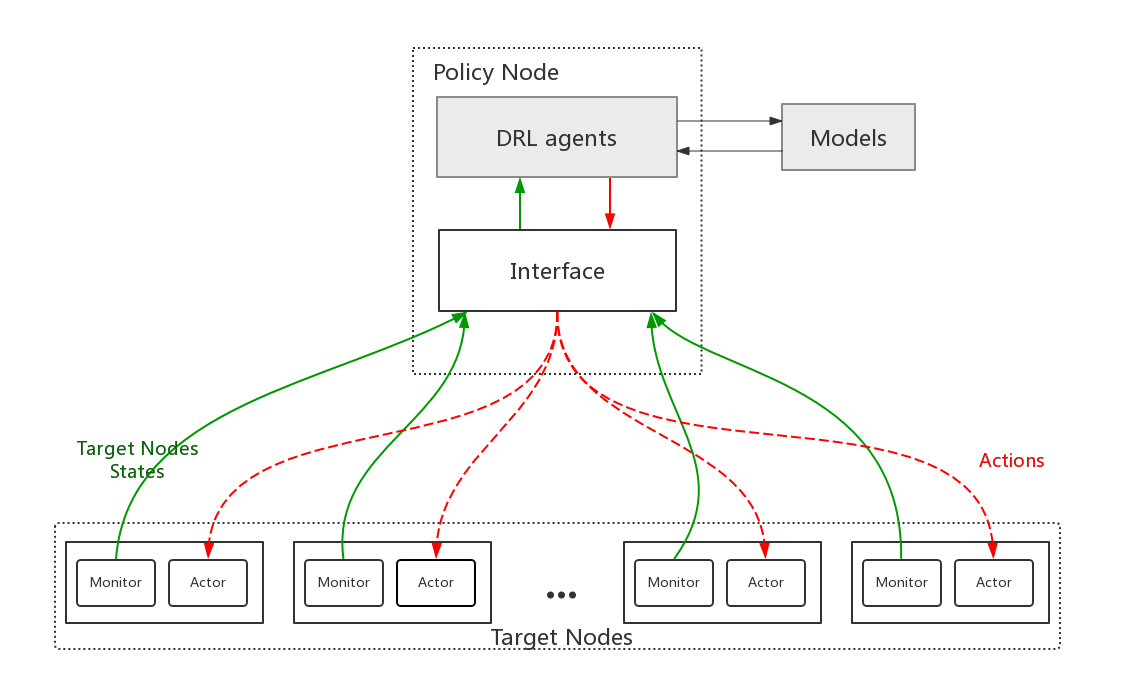 Policy Node
DRL agents
Models
Interface
Target Nodes
States
Actions
Monitor
Actor
Monitor
Actor
...
Monitor
Actor
Monitor
Actor
Target Nodes